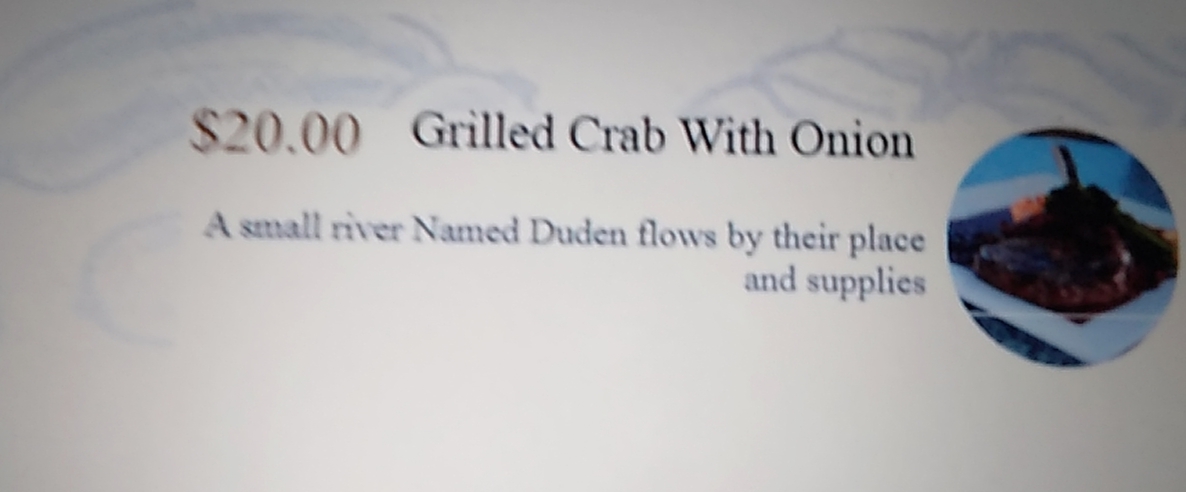 $20.00 Grilled Crab With Onion
A small river Named Duden flows by their place
and supplies